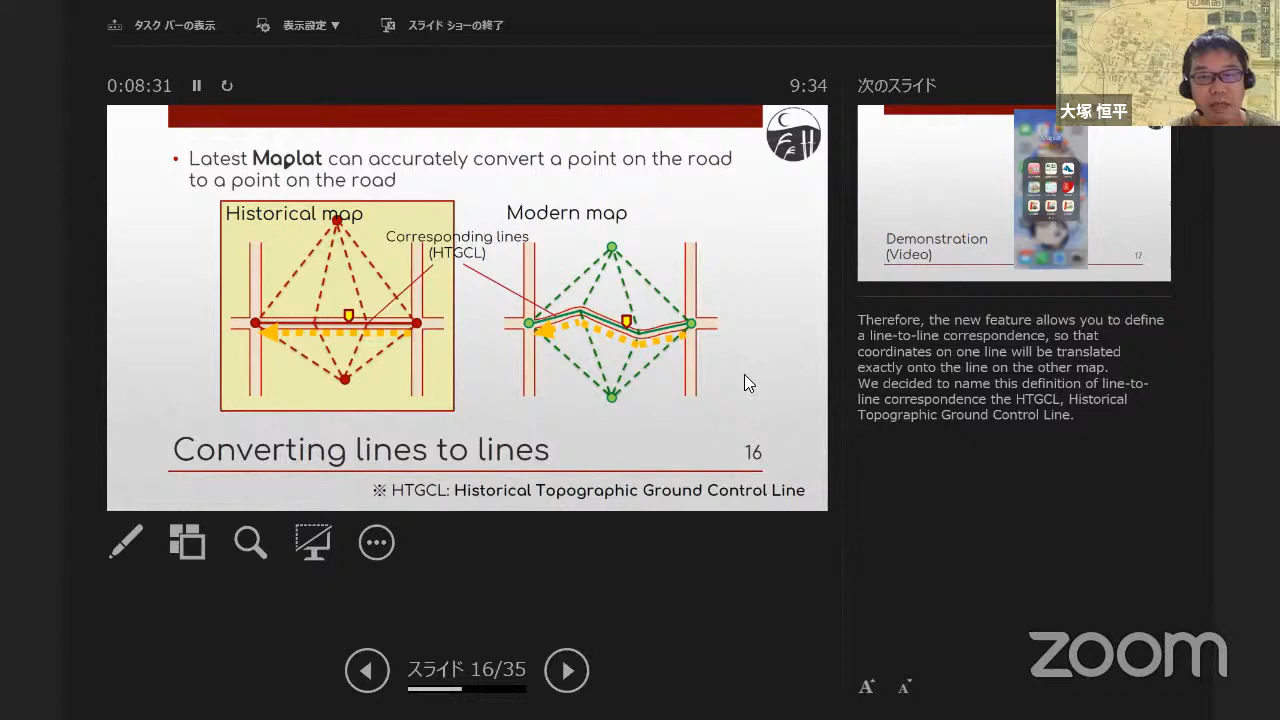 タスク バーの表示
表示設定 ▼
スライド ショーの終了
大塚 恒平
0:08:31
9:34
次のスライド
• Latest Maplat can accurately convert a point on the road
to a point on the road
Historical map
Modern map
Corresponding lines
(HTGCL)
Converting lines to lines
16
※ HTGCL: Historical Topographic Ground Control Line
Demonstration
(Video)
17
Therefore, the new feature allows you to define
a line-to-line correspondence, so that
coordinates on one line will be translated
exactly onto the line on the other map.
We decided to name this definition of line-to-
line correspondence the HTGCL, Historical
Topographic Ground Control Line.
スライド 16/35
A A
zoom